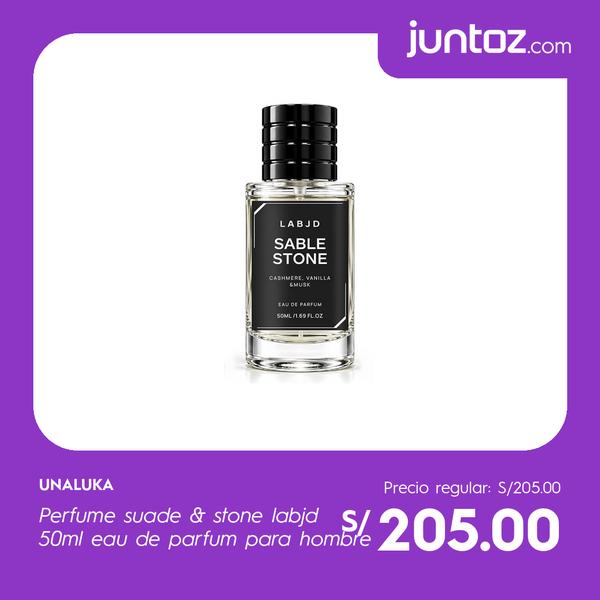 juntoz.com
LABJD
SABLE
STONE
CASHMERE, VANILLA
&MUSK
EAU DE PARFUM
50ML /1.69 FL.OZ
UNALUKA
Perfume suade & stone labjd
50ml eau de parfum para hombre
Precio regular: S/205.00
S/ 205.00